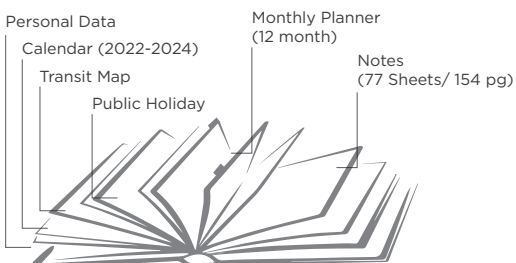 Personal Data
Calendar (2022-2024)
Transit Map
Public Holiday
Monthly Planner
(12 month)
Notes
(77 Sheets/ 154 pg)